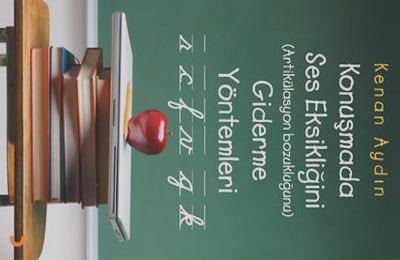 Kenan Aydın
Konuşmada
Ses Eksikliğini
(Artikülasyon bozukluğunu)
Giderme
Yöntemleri